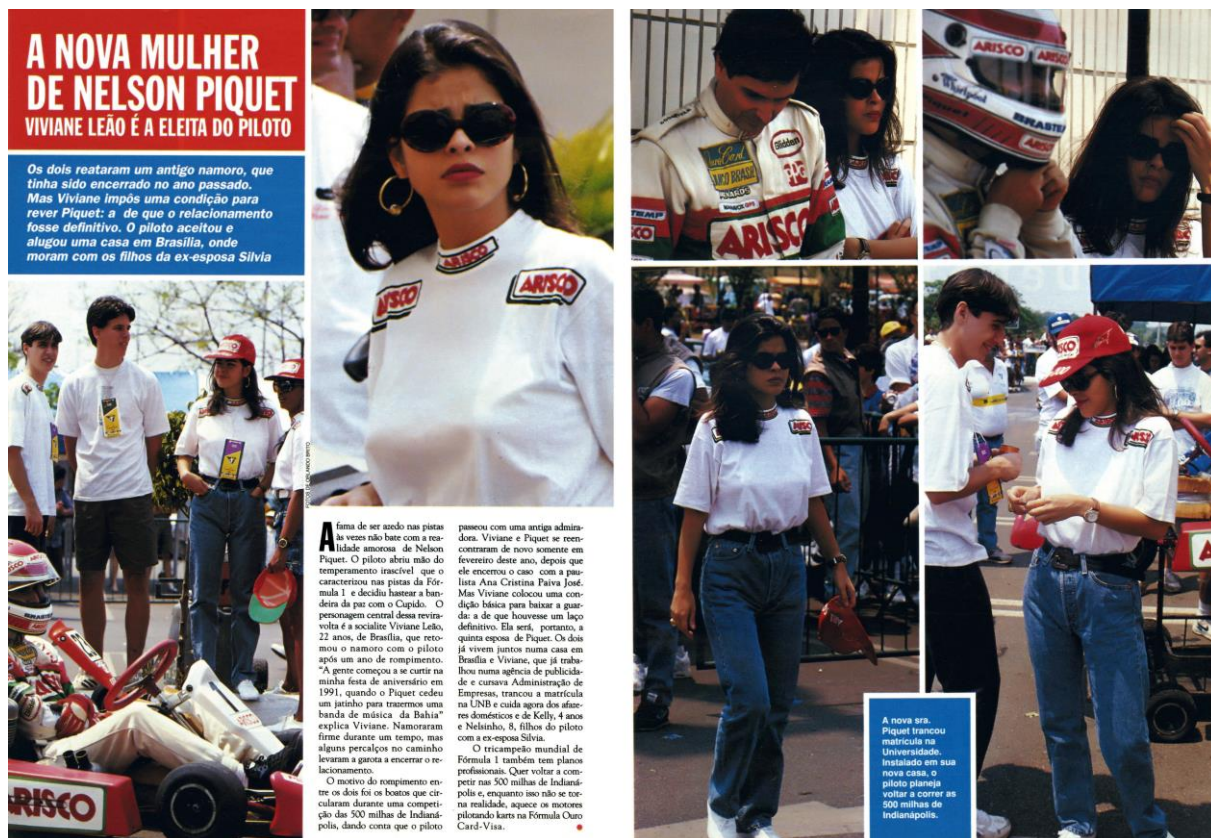 A NOVA MULHER
DE NELSON PIQUET
VIVIANE LEÃO É A ELEITA DO PILOTO
Os dois reataram um antigo namoro, que
tinha sido encerrado no ano passado.
Mas Viviane impôs uma condição para
rever Piquet: a de que o relacionamento
fosse definitivo. O piloto aceitou e
alugou uma casa em Brasília, onde
moram com os filhos da ex-esposa Silvia
ARISCO
ARISCO
ARISCO
ARISCO
A fama de ser azedo nas pistas
às vezes não bate com a rea-
lidade amorosa de Nelson
Piquet. O piloto abriu mão do
temperamento irascível que o
caracterizou nas pistas da Fór-
mula 1 e decidiu hastear a ban-
deira da paz com o Cupido. O
personagem central dessa revira-
volta é a socialite Viviane Leão,
22 anos, de Brasília, que reto-
mou o namoro com o piloto
após um ano de rompimento.
"A gente começou a se curtir na
minha festa de aniversário em
1991, quando o Piquet cedeu
um jatinho para trazermos uma
banda de música da Bahia"
explica Viviane. Namoraram
firme durante um tempo, mas
alguns percalços no caminho
levaram a garota a encerrar o re-
lacionamento.
O motivo do rompimento en-
tre os dois foi os boatos que cir-
cularam durante uma competi-
ção das 500 milhas de Indianá-
polis, dando conta que o piloto
passeou com uma antiga admira-
dora. Viviane e Piquet se reen-
contraram de novo somente em
fevereiro deste ano, depois que
ele encerrou o caso com a pau-
lista Ana Cristina Paiva José.
Mas Viviane colocou uma con-
dição básica para baixar a guar-
da: a de que houvesse um laço
definitivo. Ela será, portanto, a
quinta esposa de Piquet. Os dois
já vivem juntos numa casa em
Brasília e Viviane, que já traba-
lhou numa agência de publicida-
de e cursava Administração de
Empresas, trancou a matrícula
na UNB e cuida agora dos afaze-
res domésticos e de Kelly, 4 anos
e Nelsinho, 8, filhos do piloto
com a ex-esposa Silvia.
O tricampeão mundial de
Fórmula 1 também tem planos
profissionais. Quer voltar a com-
petir nas 500 milhas de Indianá-
polis e, enquanto isso não se tor-
na realidade, aquece os motores
pilotando karts na Fórmula Ouro
Card-Visa.
ARISCO
ARISCO ARISCO
Whirlpool
ARISCO
ARISCO
A nova sra.
Piquet trancou
matrícula na
Universidade.
Instalado em sua
nova casa, o
piloto planeja
voltar a correr as
500 milhas de
Indianápolis.